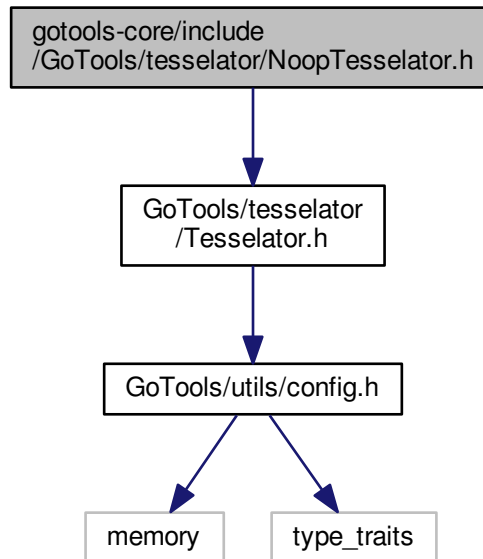 gotools-core/include
/GoTools/tesselator/NoopTesselator.h
GoTools/tesselator
/Tesselator.h
GoTools/utils/config.h
memory
type_traits